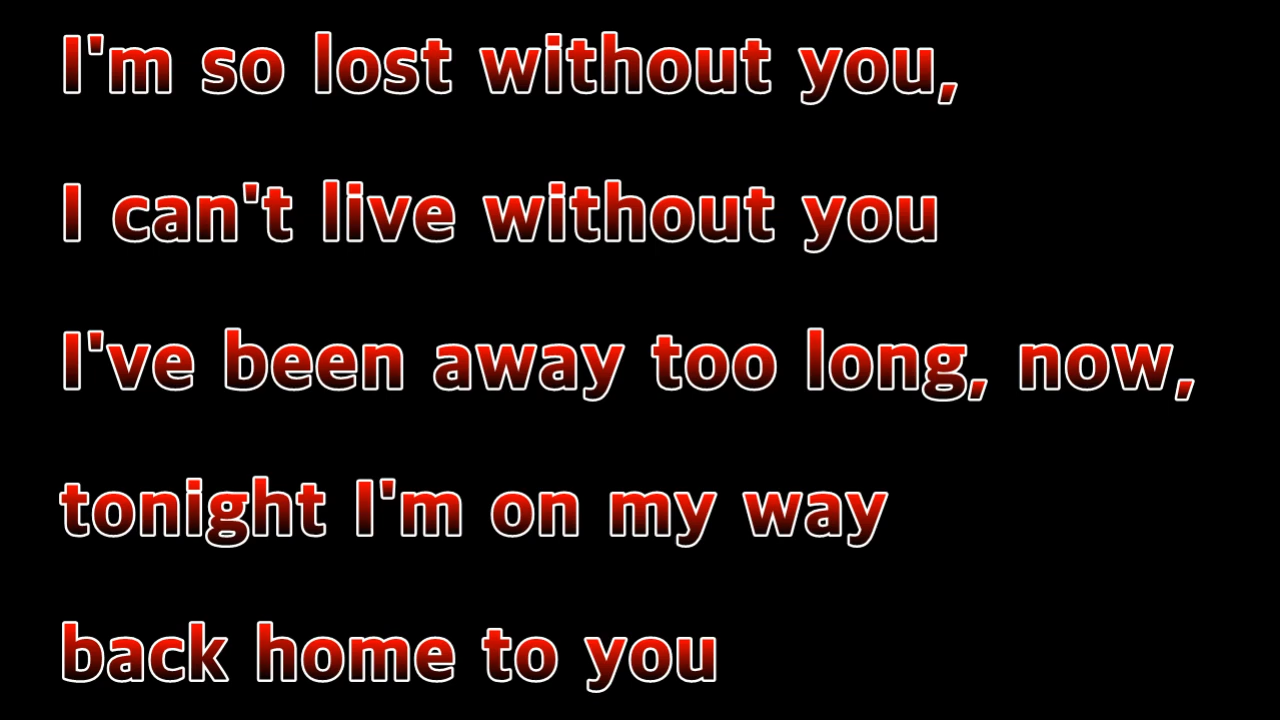 I'm so lost without you,
I can't live without you
I've been away too long, now,
tonight I'm on my way
back home to you